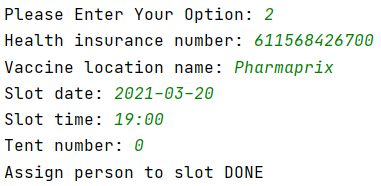 Please Enter Your Option: 2
Health insurance number: 611568426700
Vaccine location name: Pharmaprix
Slot date: 2021-03-20
Slot time: 19:00
Tent number: 0
Assign person to slot DONE